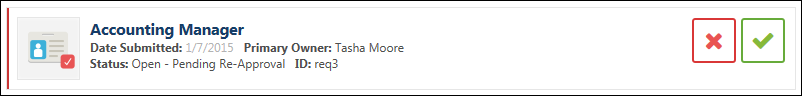 Accounting Manager
Date Submitted: 1/7/2015 Primary Owner: Tasha Moore
Status: Open - Pending Re-Approval ID: req3